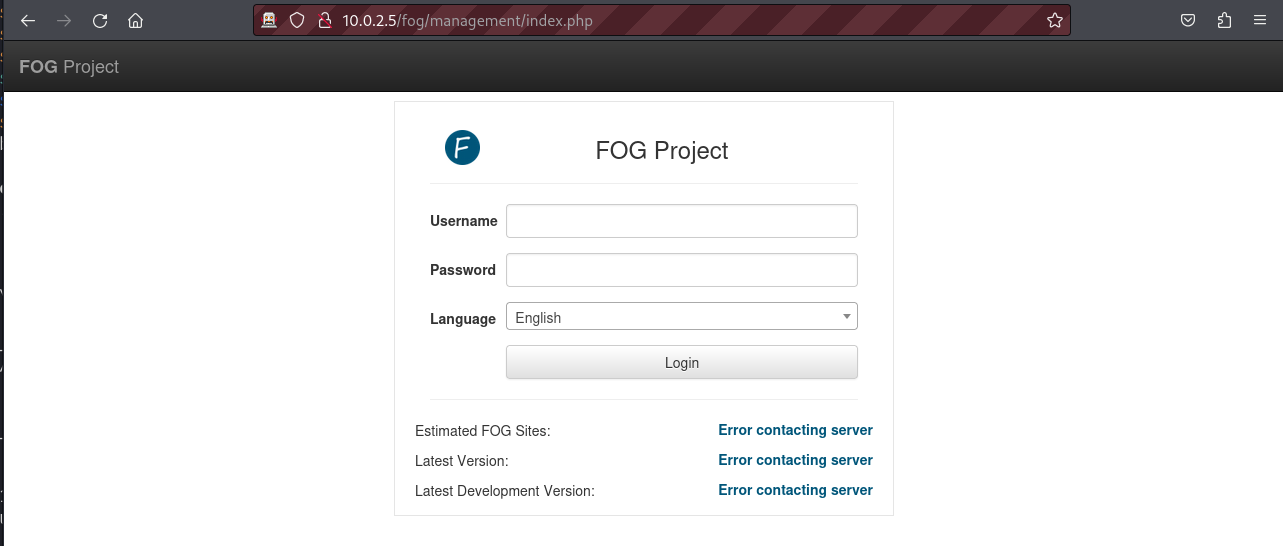 10.0.2.5/fog/management/index.php
FOG Project
F FOG Project
Username
Password
Language English
Login
Estimated FOG Sites: Error contacting server
Latest Version: Error contacting server
Latest Development Version: Error contacting server